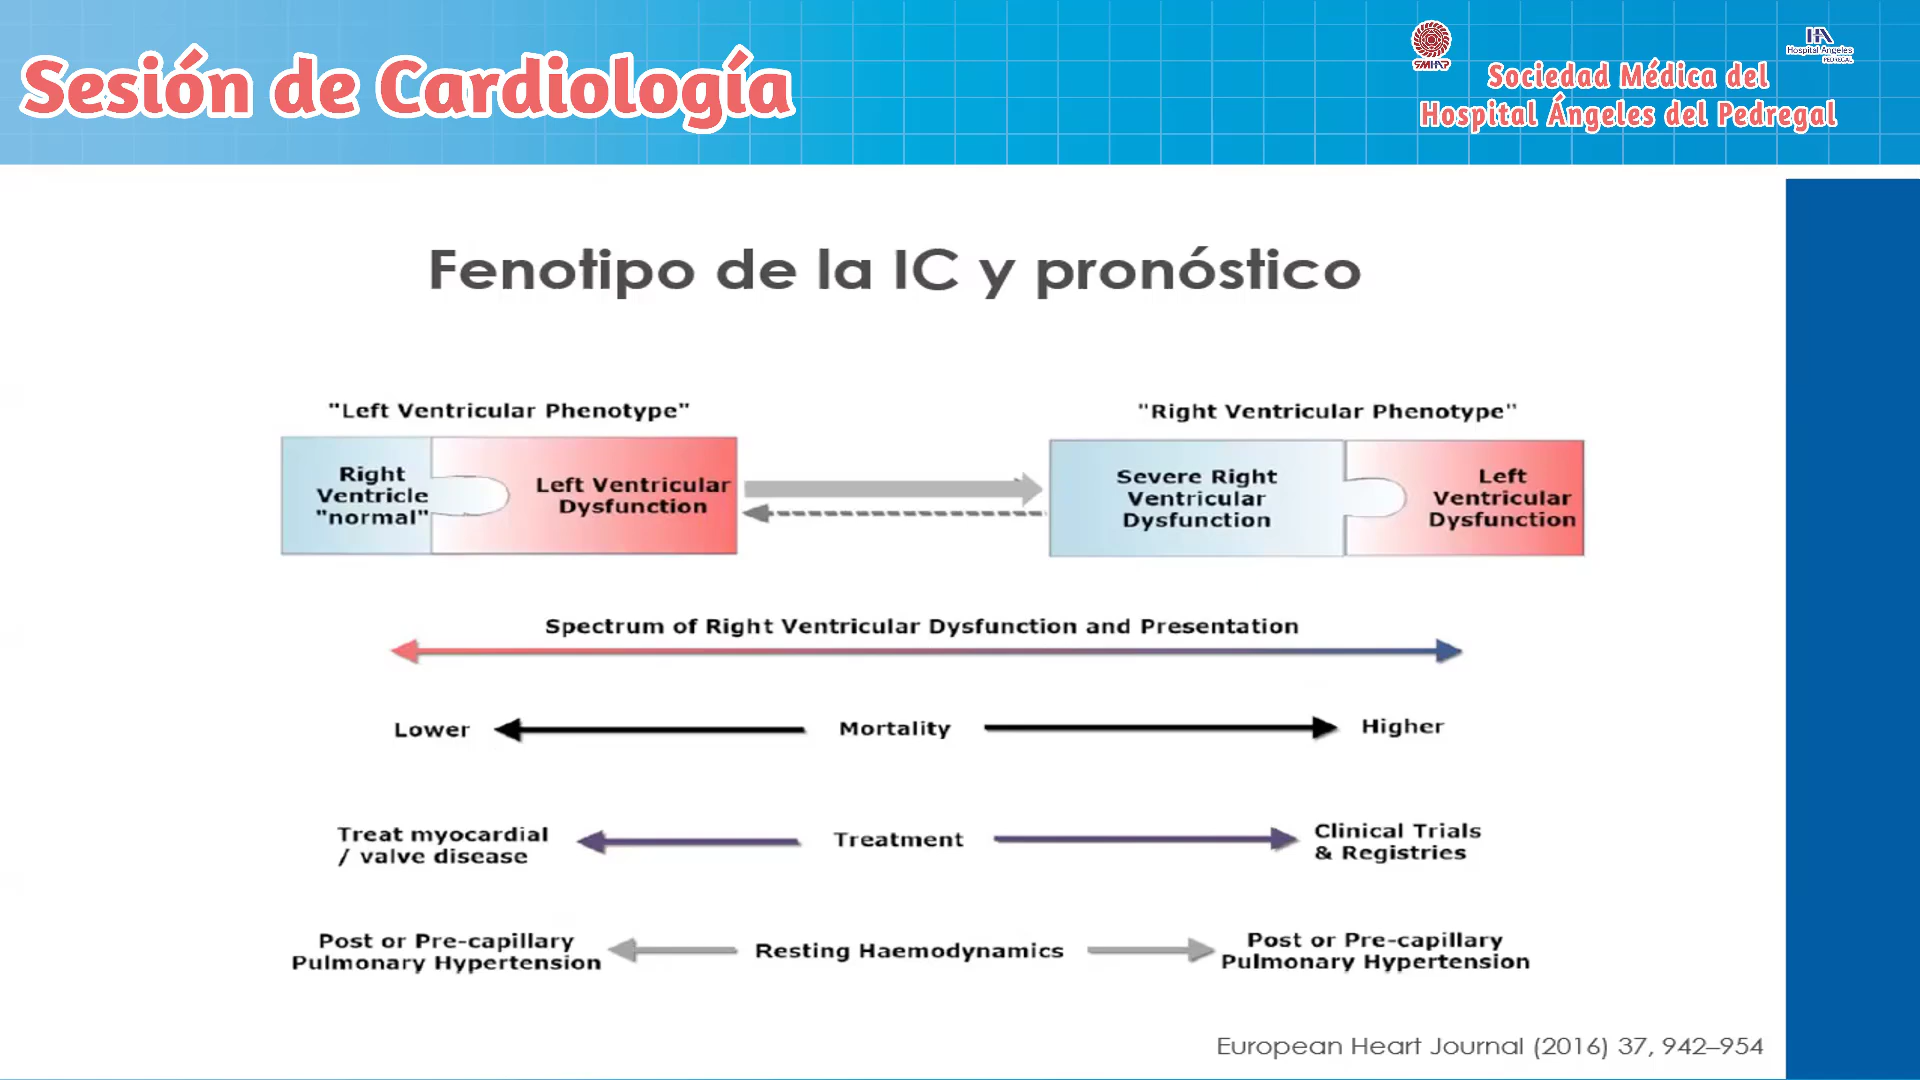 Sesión de Cardiología
SMHAP
HA
Hospital Angeles
PEDREGAL
Sociedad Médica del
Hospital Ángeles del Pedregal
Fenotipo de la IC y pronóstico
"Left Ventricular Phenotype"
"Right Ventricular Phenotype"
Right
Ventricle
"normal"
Left Ventricular
Dysfunction
Severe Right
Ventricular
Dysfunction
Left
Ventricular
Dysfunction
Spectrum of Right Ventricular Dysfunction and Presentation
Lower
Mortality
Higher
Treat myocardial
/ valve disease
Treatment
Clinical Trials
& Registries
Post or Pre-capillary
Pulmonary Hypertension
Resting Haemodynamics
Post or Pre-capillary
Pulmonary Hypertension
European Heart Journal (2016) 37, 942–954